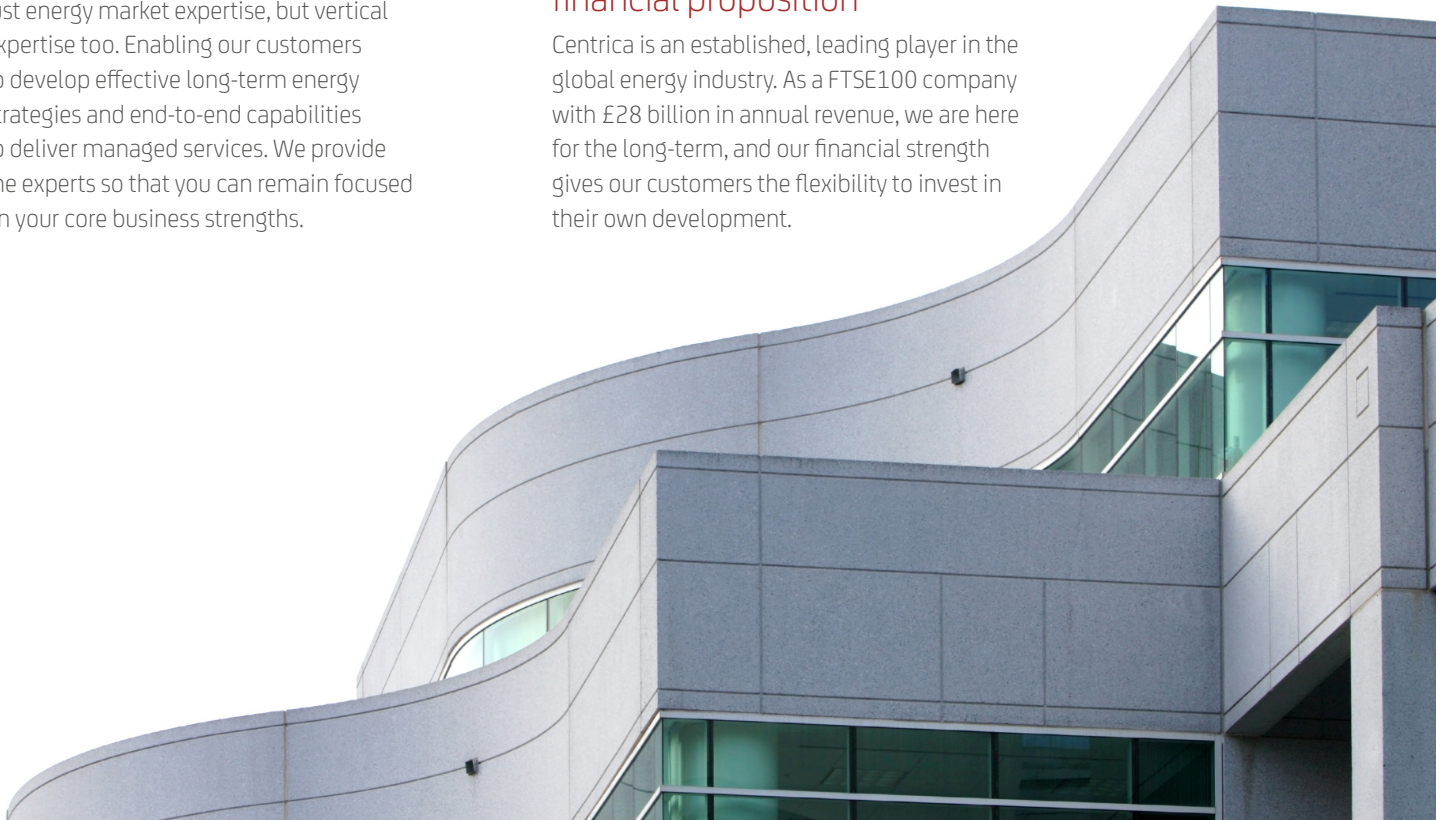 ust energy market expertise, but vertical
xpertise too. Enabling our customers
o develop effective long-term energy
trategies and end-to-end capabilities
o deliver managed services. We provide
he experts so that you can remain focused
n your core business strengths.
financial proposition
Centrica is an established, leading player in the
global energy industry. As a FTSE100 company
with £28 billion in annual revenue, we are here
for the long-term, and our financial strength
gives our customers the flexibility to invest in
their own development.